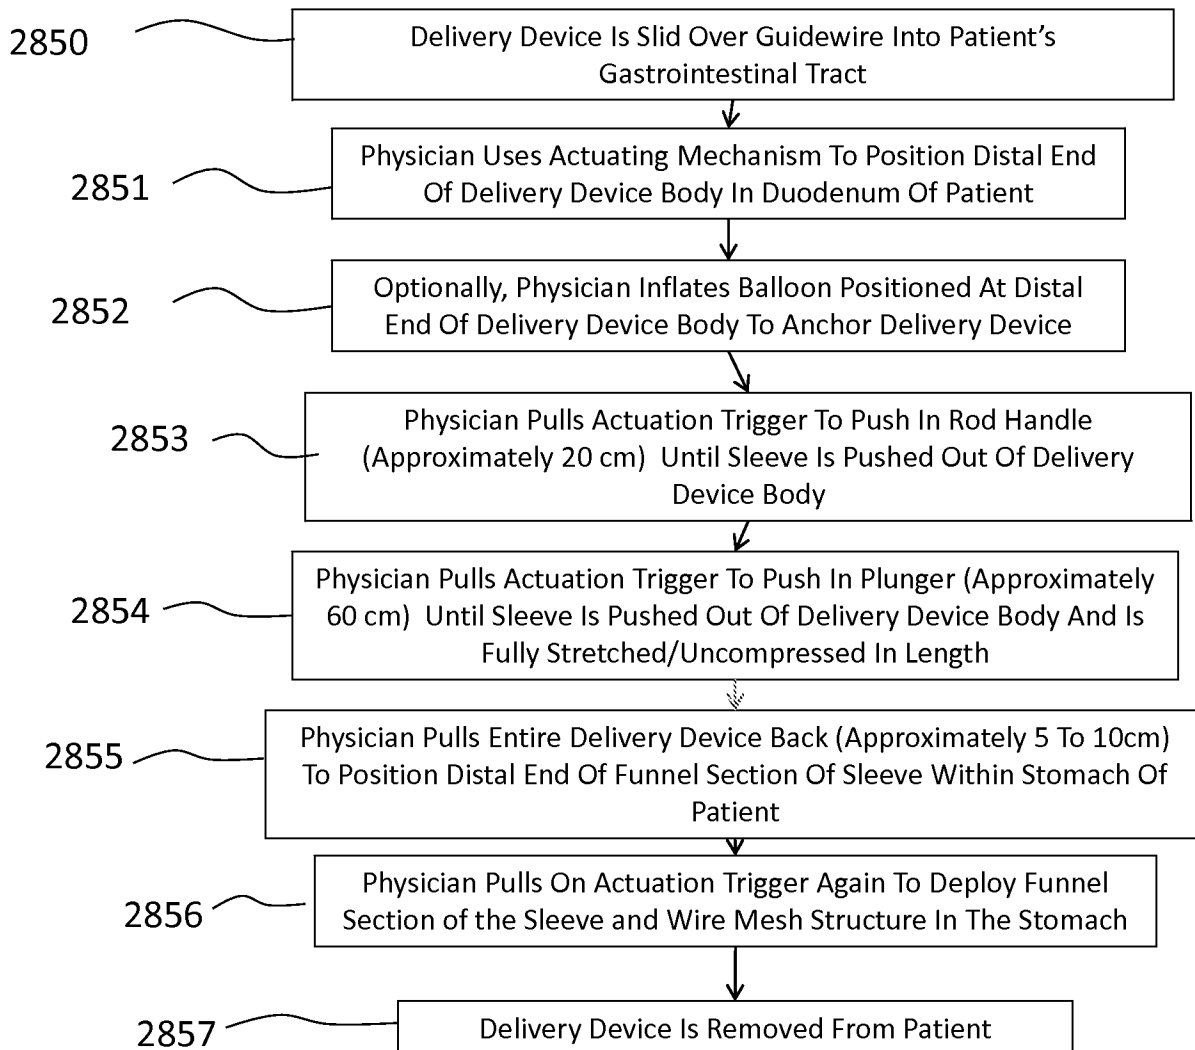 2850
Delivery Device Is Slid Over Guidewire Into Patient’s
Gastrointestinal Tract
2851
Physician Uses Actuating Mechanism To Position Distal End
Of Delivery Device Body In Duodenum Of Patient
2852
Optionally, Physician Inflates Balloon Positioned At Distal
End Of Delivery Device Body To Anchor Delivery Device
2853
Physician Pulls Actuation Trigger To Push In Rod Handle
(Approximately 20 cm) Until Sleeve Is Pushed Out Of Delivery
Device Body
2854
Physician Pulls Actuation Trigger To Push In Plunger (Approximately
60 cm) Until Sleeve Is Pushed Out Of Delivery Device Body And Is
Fully Stretched/Uncompressed In Length
2855
Physician Pulls Entire Delivery Device Back (Approximately 5 To 10cm)
To Position Distal End Of Funnel Section Of Sleeve Within Stomach Of
Patient
2856
Physician Pulls On Actuation Trigger Again To Deploy Funnel
Section of the Sleeve and Wire Mesh Structure In The Stomach
2857
Delivery Device Is Removed From Patient